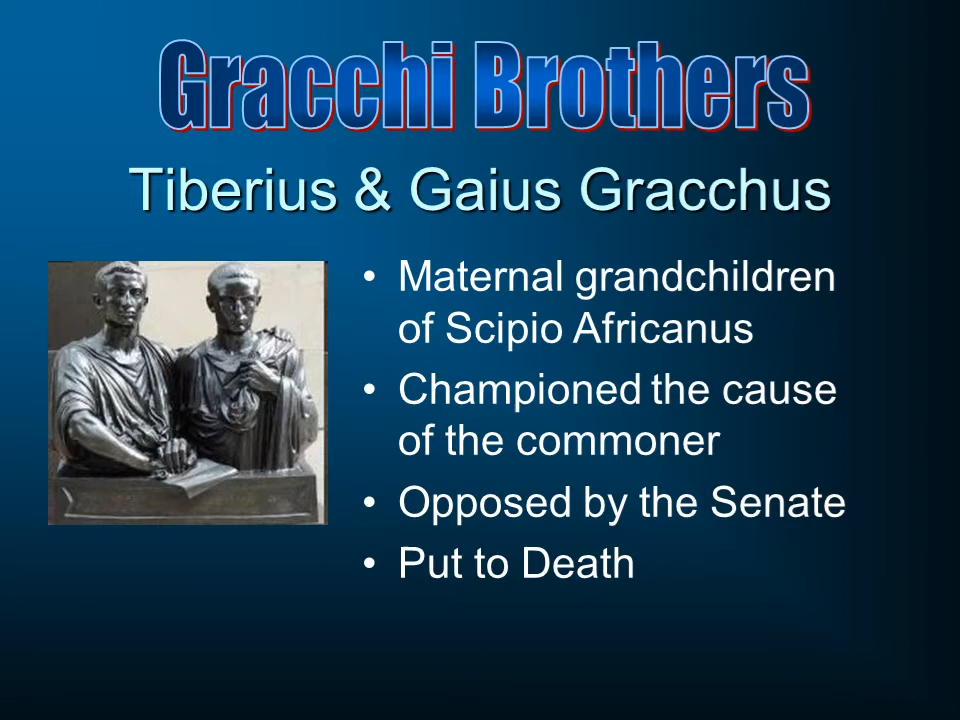 Gracchi Brothers
Tiberius & Gaius Gracchus
• Maternal grandchildren
of Scipio Africanus
• Championed the cause
of the commoner
• Opposed by the Senate
• Put to Death